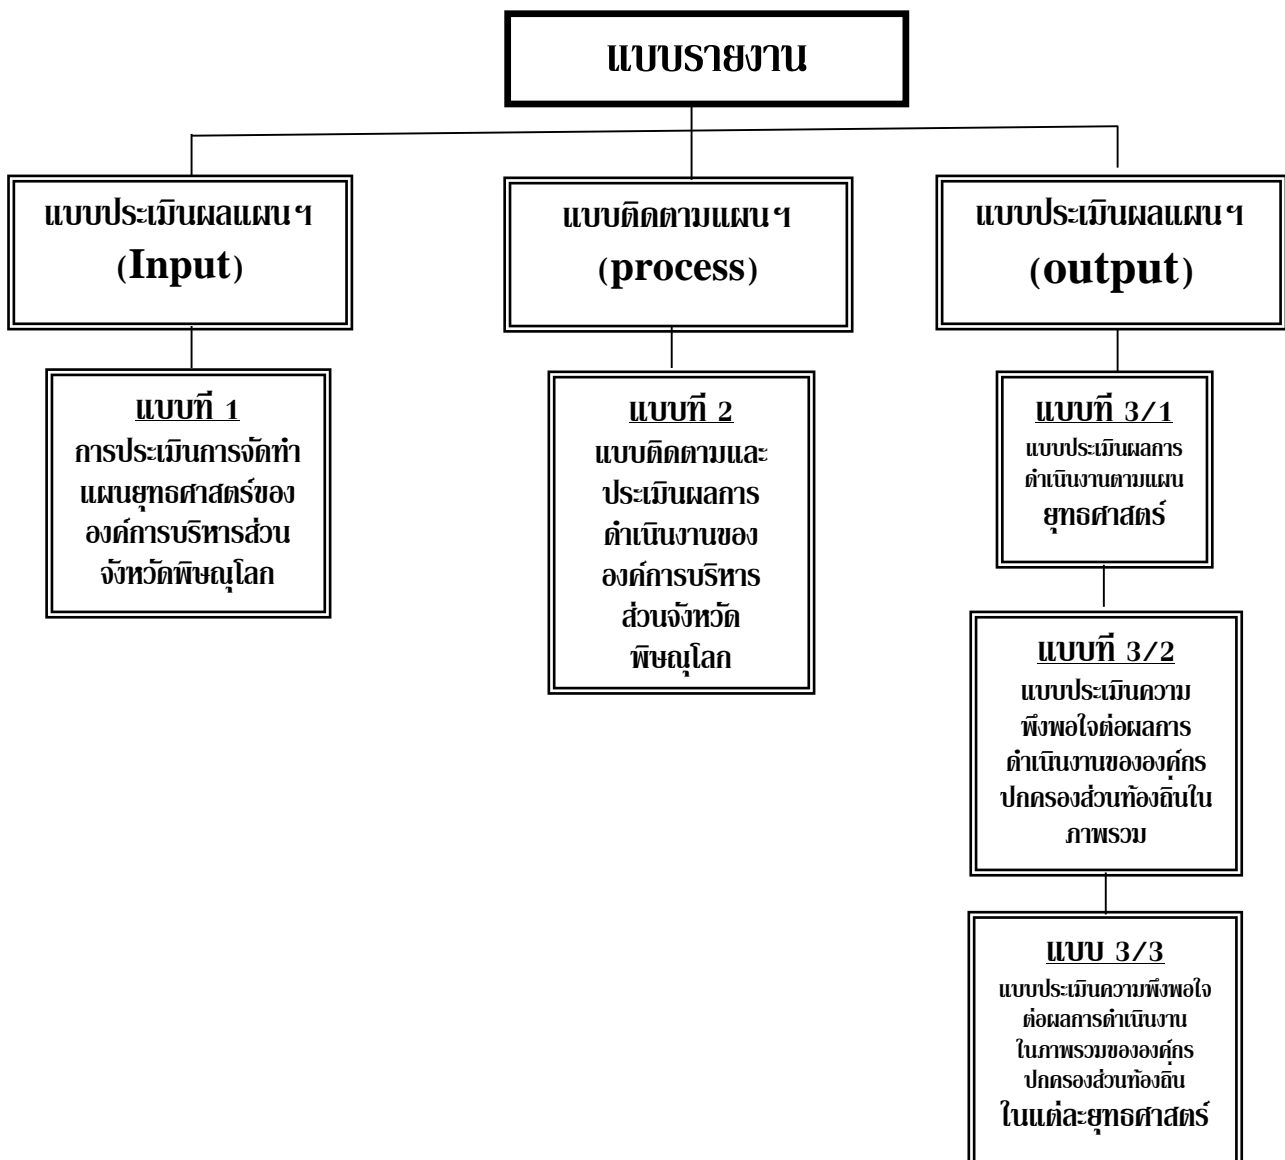 แบบรายงาน
แบบประเมินผลแผนฯ
(Input)
แบบติดตามแผนฯ
(process)
แบบประเมินผลแผนฯ
(output)
แบบที่ 1
การประเมินการจัดทำ
แผนยุทธศาสตร์ของ
องค์การบริหารส่วน
จังหวัดพิษณุโลก
แบบที่ 2
แบบติดตามและ
ประเมินผลการ
ดำเนินงานของ
องค์การบริหาร
ส่วนจังหวัด
พิษณุโลก
แบบที่ 3/1
แบบประเมินผลการ
ดำเนินงานตามแผน
ยุทธศาสตร์
แบบที่ 3/2
แบบประเมินความ
พึงพอใจต่อผลการ
ดำเนินงานขององค์กร
ปกครองส่วนท้องถิ่นใน
ภาพรวม
แบบ 3/3
แบบประเมินความพึงพอใจ
ต่อผลการดำเนินงาน
ในภาพรวมขององค์กร
ปกครองส่วนท้องถิ่น
ในแต่ละยุทธศาสตร์